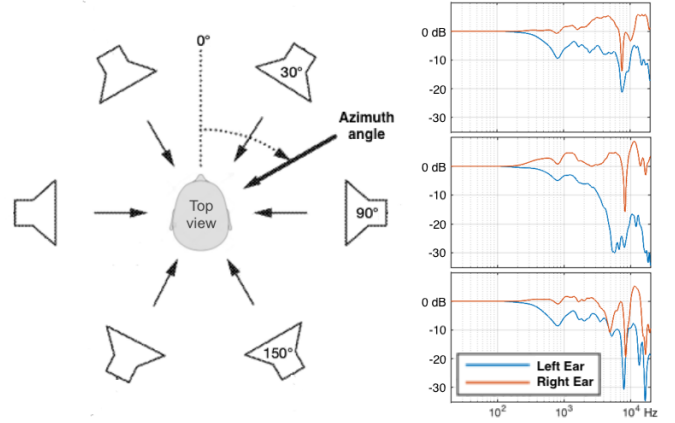 0°
30°
Azimuth
angle
Top
view
90°
150°
0 dB
-10
-20
-30
0 dB
-10
-20
-30
0 dB
-10
-20
-30
Left Ear
Right Ear
10²
10³
10⁴ Hz